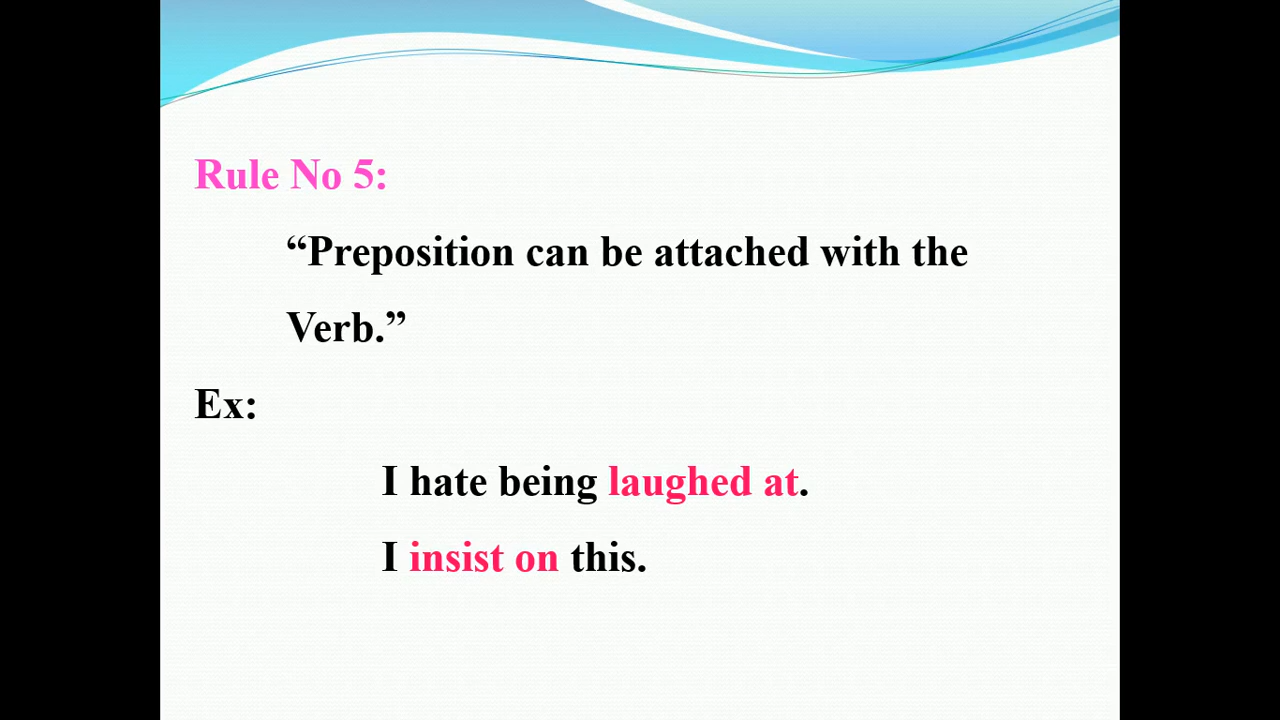 Rule No 5:
“Preposition can be attached with the
Verb.”
Ex:
I hate being laughed at.
I insist on this.